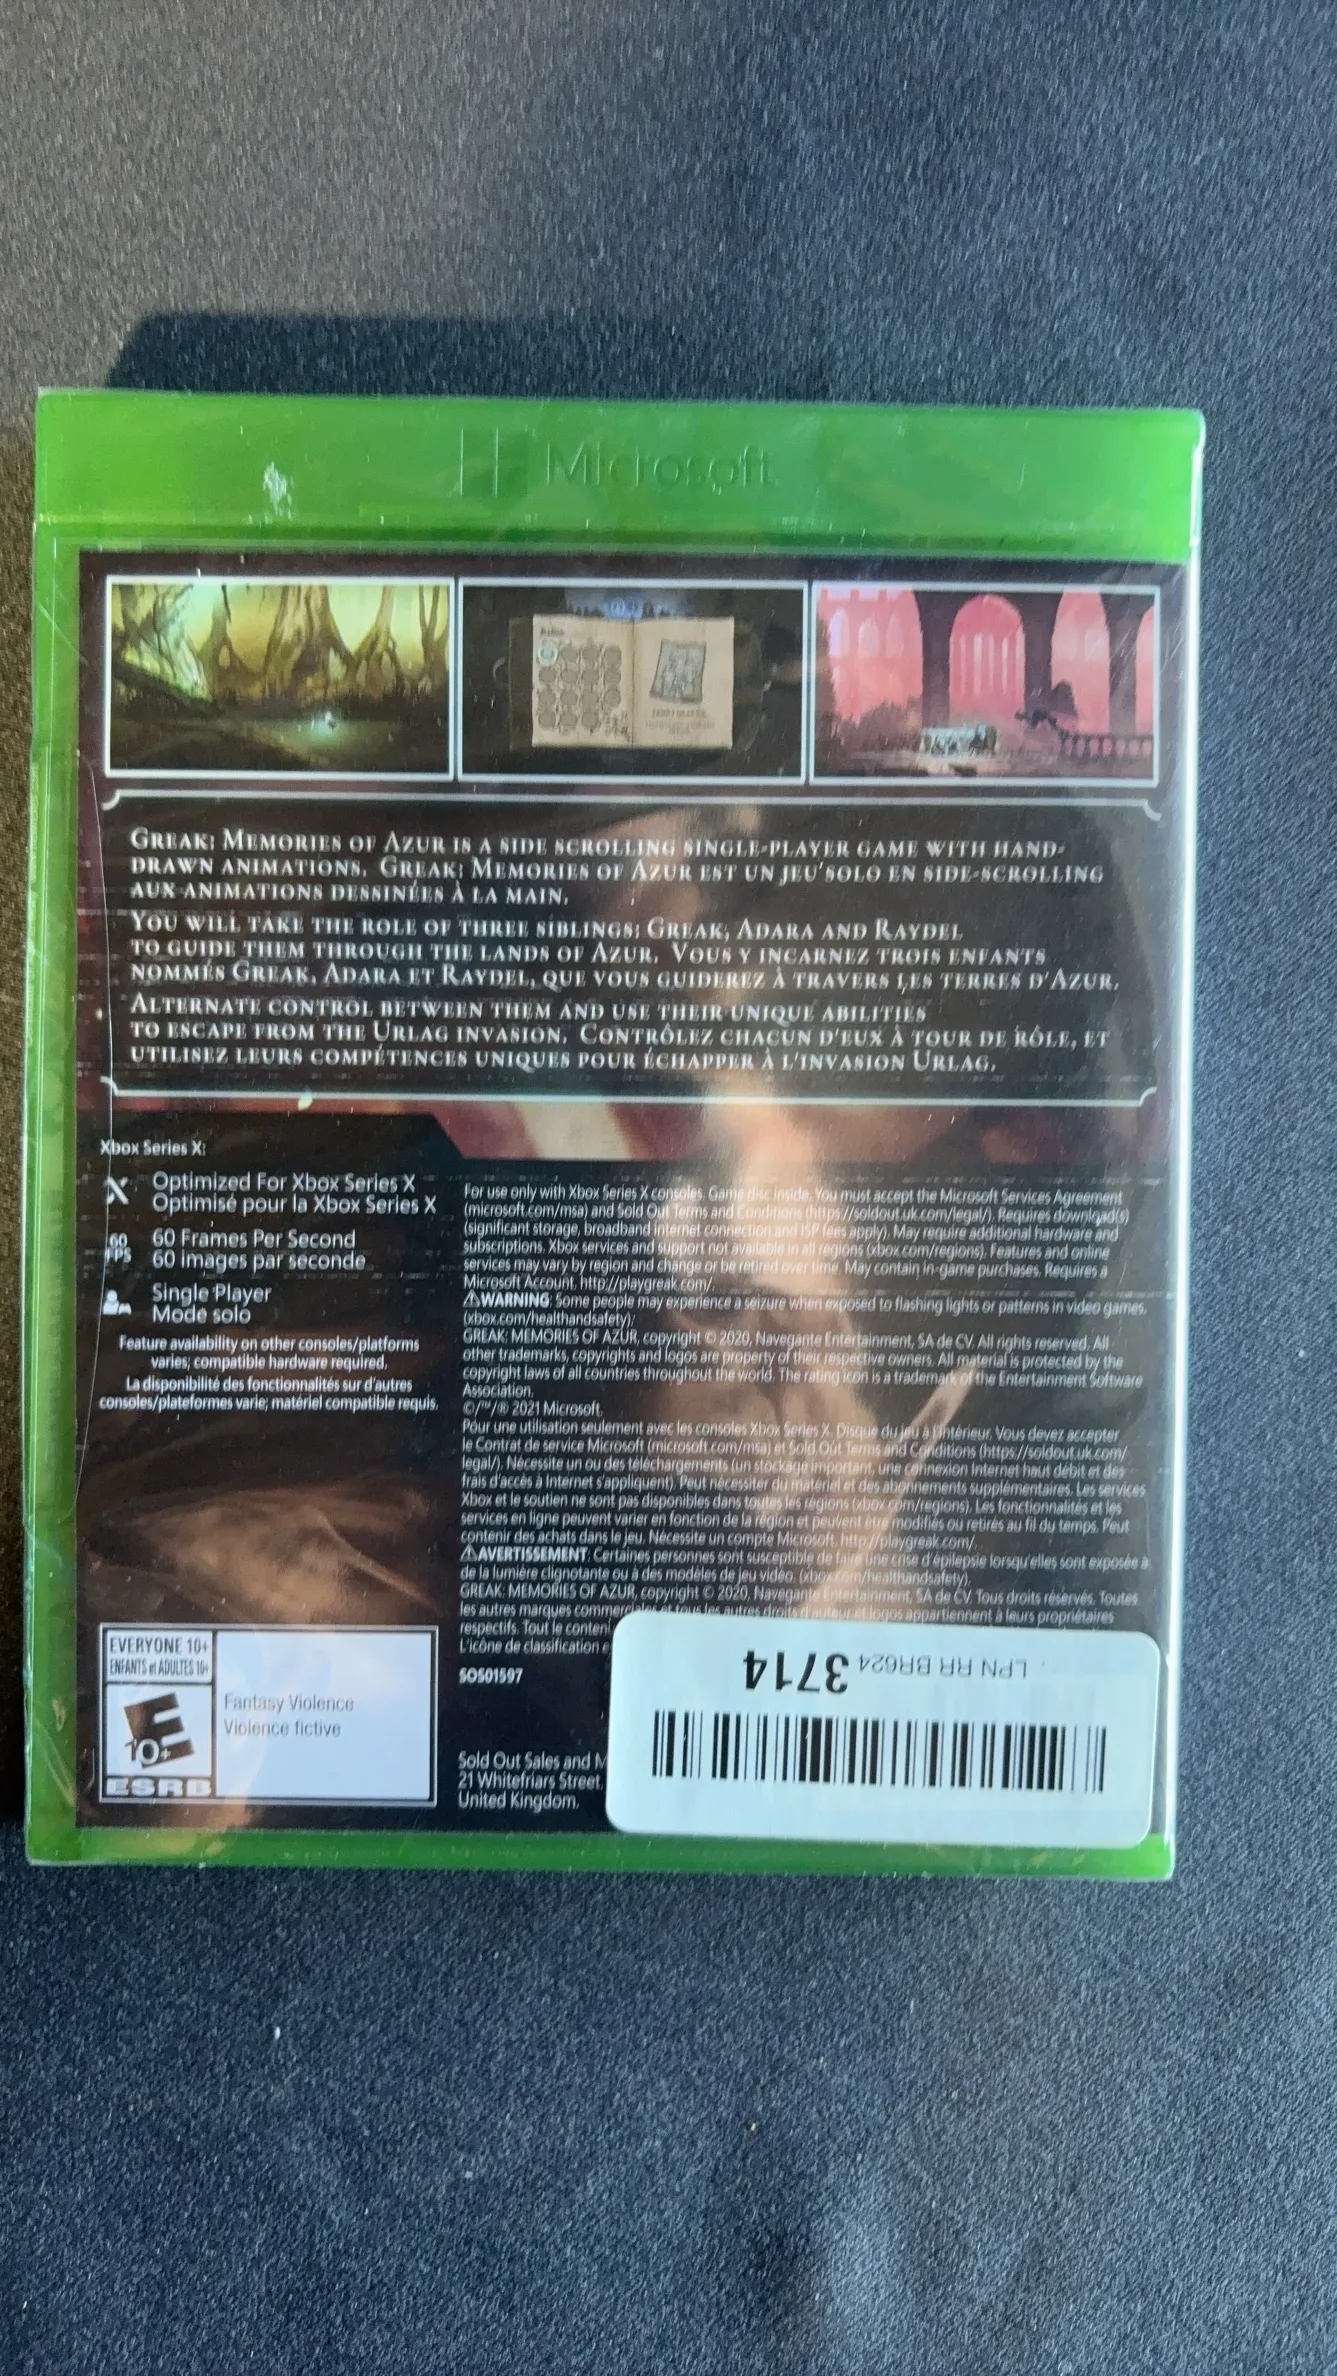 Microsoft
GREAK: MEMORIES OF AZUR IS A SIDE SCROLLING SINGLE-PLAYER GAME WITH HAND-
DRAWN ANIMATIONS. GREAK: MEMORIES OF AZUR EST UN JEU SOLO EN SIDE-SCROLLING
AUX ANIMATIONS DESSINÉES À LA MAIN.
YOU WILL TAKE THE ROLE OF THREE SIBLINGS: GREAK, ADARA AND RAYDEL
TO GUIDE THEM THROUGH THE LANDS OF AZUR. VOUS Y INCARNEZ TROIS ENFANTS
NOMMÉS GREAK, ADARA ET RAYDEL, QUE VOUS GUIDEREZ À TRAVERS LES TERRES D'AZUR.
ALTERNATE CONTROL BETWEEN THEM AND USE THEIR UNIQUE ABILITIES
TO ESCAPE FROM THE URLAG INVASION. CONTRÔLEZ CHACUN D'EUX À TOUR DE RÔLE, ET
UTILISEZ LEURS COMPÉTENCES UNIQUES POUR ÉCHAPPER À L'INVASION URLAG.
Xbox Series X:
Optimized For Xbox Series X
Optimisé pour la Xbox Series X
60 FPS
60 Frames Per Second
60 images par seconde
Single Player
Mode solo
Feature availability on other consoles/platforms
varies; compatible hardware required.
La disponibilité des fonctionnalités sur d'autres
consoles/plateformes varie; matériel compatible requis.
For use only with Xbox Series X consoles. Game disc inside. You must accept the Microsoft Services Agreement
(microsoft.com/msa) and Sold Out Terms and Conditions (https://soldout.uk.com/legal/). Requires download(s)
(significant storage, broadband internet connection and ISP fees apply). May require additional hardware and
subscriptions. Xbox services and support not available in all regions (xbox.com/regions). Features and online
services may vary by region and change or be retired over time. May contain in-game purchases. Requires a
Microsoft Account. http://playgreak.com/.
⚠WARNING: Some people may experience a seizure when exposed to flashing lights or patterns in video games.
(xbox.com/healthandsafety).
GREAK: MEMORIES OF AZUR, copyright © 2020, Navegante Entertainment, SA de CV. All rights reserved. All
other trademarks, copyrights and logos are property of their respective owners. All material is protected by the
copyright laws of all countries throughout the world. The rating icon is a trademark of the Entertainment Software
Association.
©/™/® 2021 Microsoft.
Pour une utilisation seulement avec les consoles Xbox Series X. Disque du jeu à l'intérieur. Vous devez accepter
le Contrat de service Microsoft (microsoft.com/msa) et Sold Out Terms and Conditions (https://soldout.uk.com/
legal/). Nécessite un ou des téléchargements (un stockage important, une connexion Internet haut débit et des
frais d'accès à Internet s'appliquent). Peut nécessiter du matériel et des abonnements supplémentaires. Les services
Xbox et le soutien ne sont pas disponibles dans toutes les régions (xbox.com/regions). Les fonctionnalités et les
services en ligne peuvent varier en fonction de la région et peuvent être modifiés ou retirés au fil du temps. Peut
contenir des achats dans le jeu. Nécessite un compte Microsoft. http://playgreak.com/.
⚠AVERTISSEMENT: Certaines personnes sont susceptible de faire une crise d'épilepsie lorsqu'elles sont exposée à
de la lumière clignotante ou à des modèles de jeu vidéo. (xbox.com/healthandsafety).
GREAK: MEMORIES OF AZUR, copyright © 2020, Navegante Entertainment, SA de CV. Tous droits réservés. Toutes
les autres marques commerciales et tous les autres droits d'auteur et logos appartiennent à leurs propriétaires
respectifs. Tout le conten
L'icône de classification e
SOS01597
Sold Out Sales and M
21 Whitefriars Street,
United Kingdom.
EVERYONE 10+
ENFANTS et ADULTES 10+
E
10+
ESRB
Fantasy Violence
Violence fictive
LPN RR BR624 3714